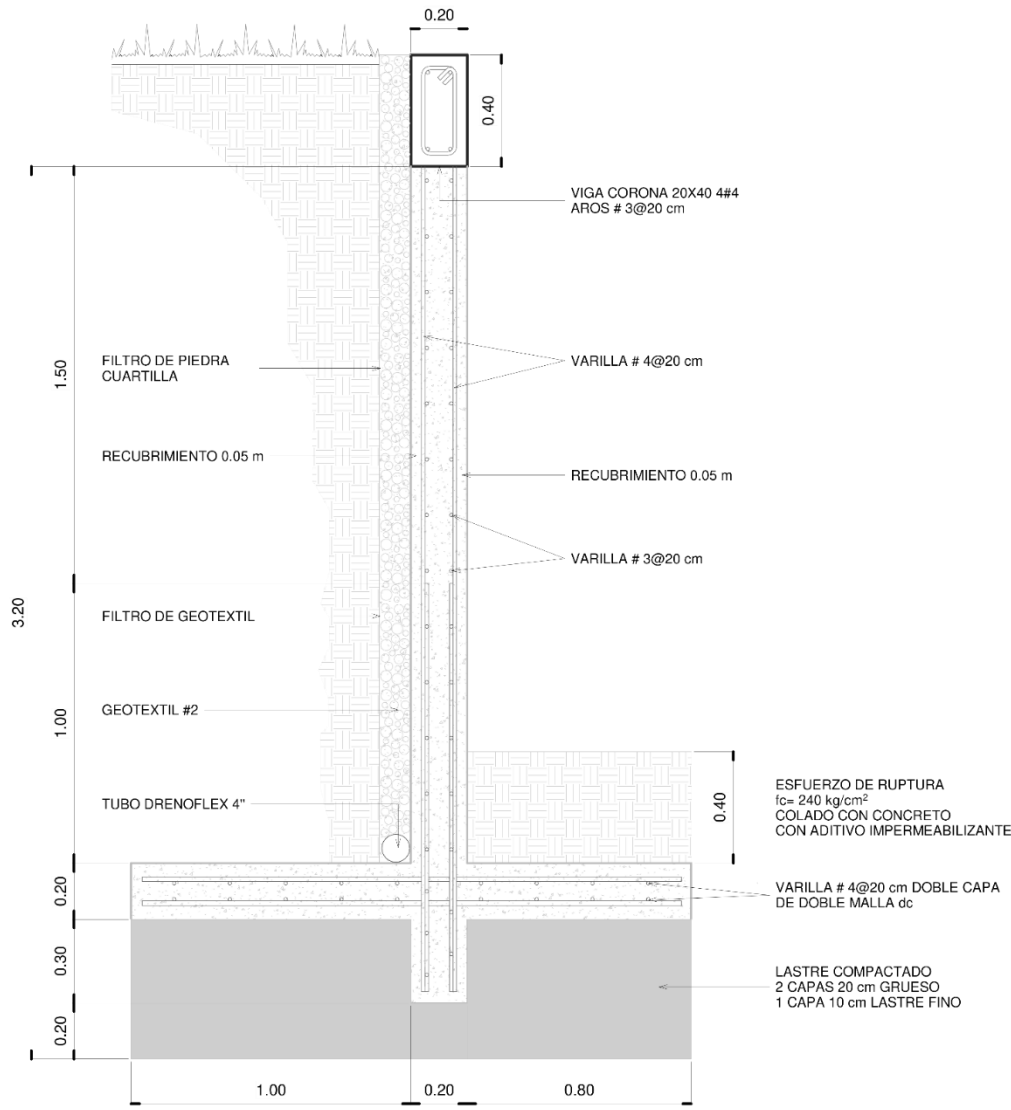 0.20
0.40
VIGA CORONA 20X40 4#4
AROS # 3@20 cm
FILTRO DE PIEDRA
CUARTILLA
VARILLA # 4@20 cm
1.50
RECUBRIMIENTO 0.05 m
RECUBRIMIENTO 0.05 m
VARILLA # 3@20 cm
3.20
FILTRO DE GEOTEXTIL
1.00
GEOTEXTIL #2
TUBO DRENOFLEX 4"
0.40
ESFUERZO DE RUPTURA
fc= 240 kg/cm²
COLADO CON CONCRETO
CON ADITIVO IMPERMEABILIZANTE
0.20
VARILLA # 4@20 cm DOBLE CAPA
DE DOBLE MALLA dc
0.30
LASTRE COMPACTADO
2 CAPAS 20 cm GRUESO
1 CAPA 10 cm LASTRE FINO
0.20
1.00
0.20
0.80